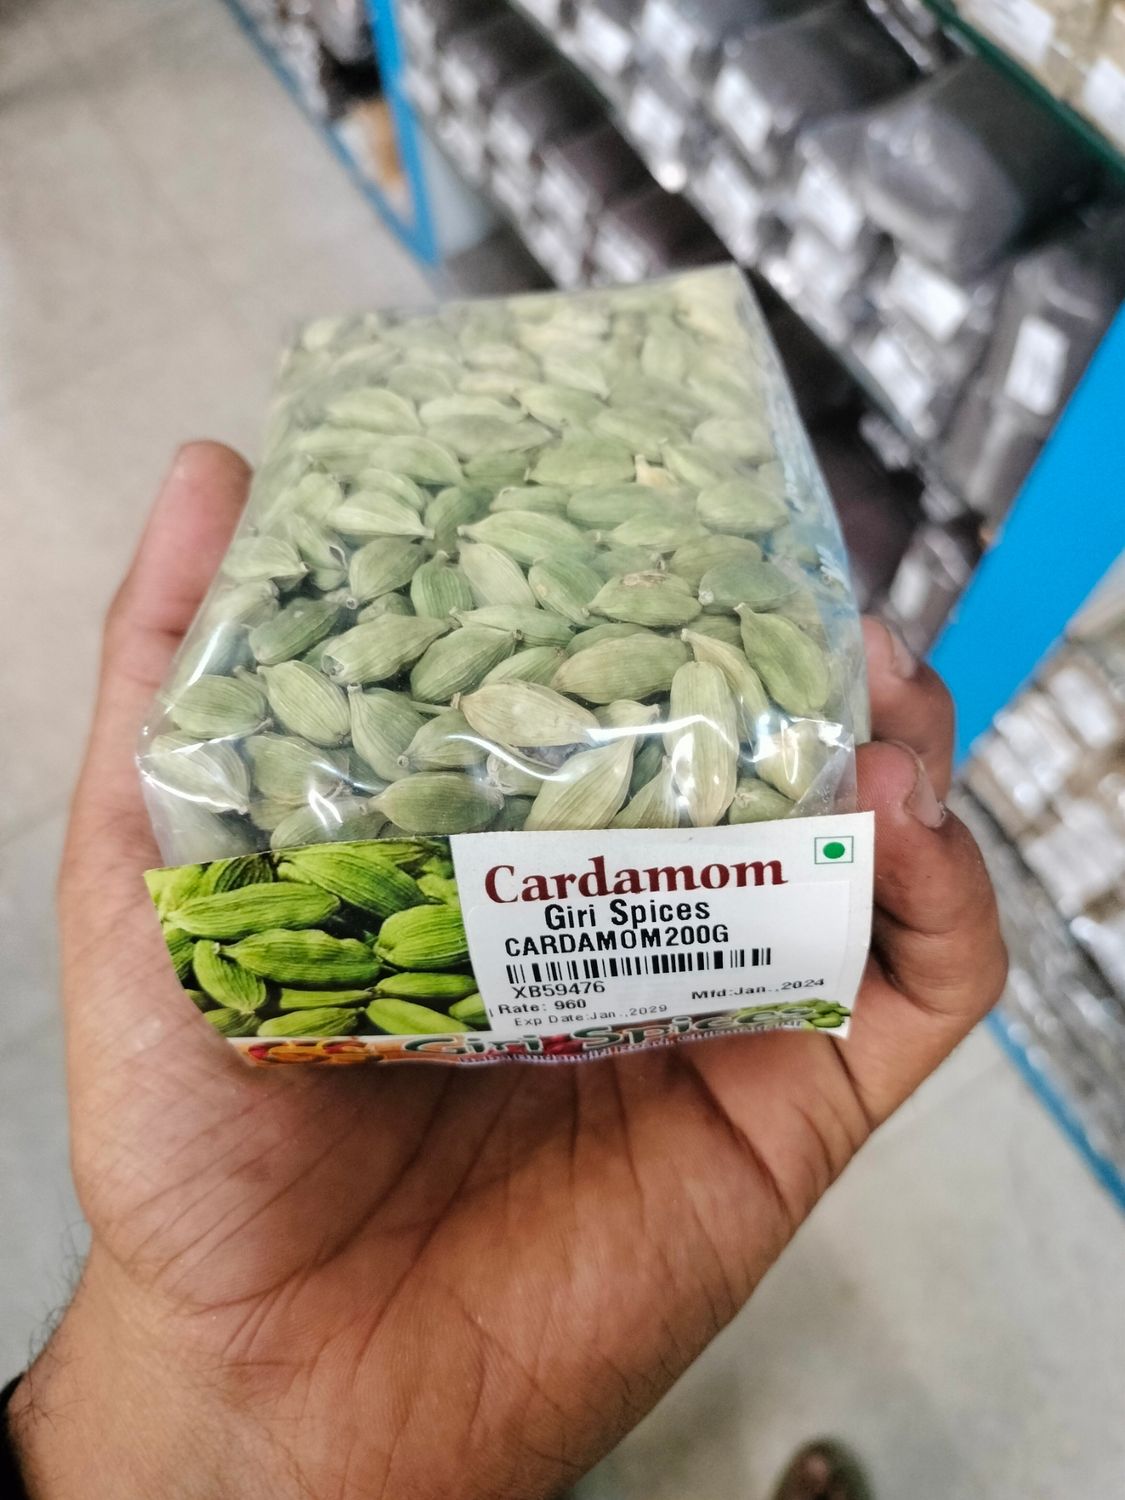 Cardamom
Giri Spices
CARDAMOM200G
XB59476
Rate: 960
Mfd:Jan.,2024
Exp Date:Jan.,2029
Giri Spices